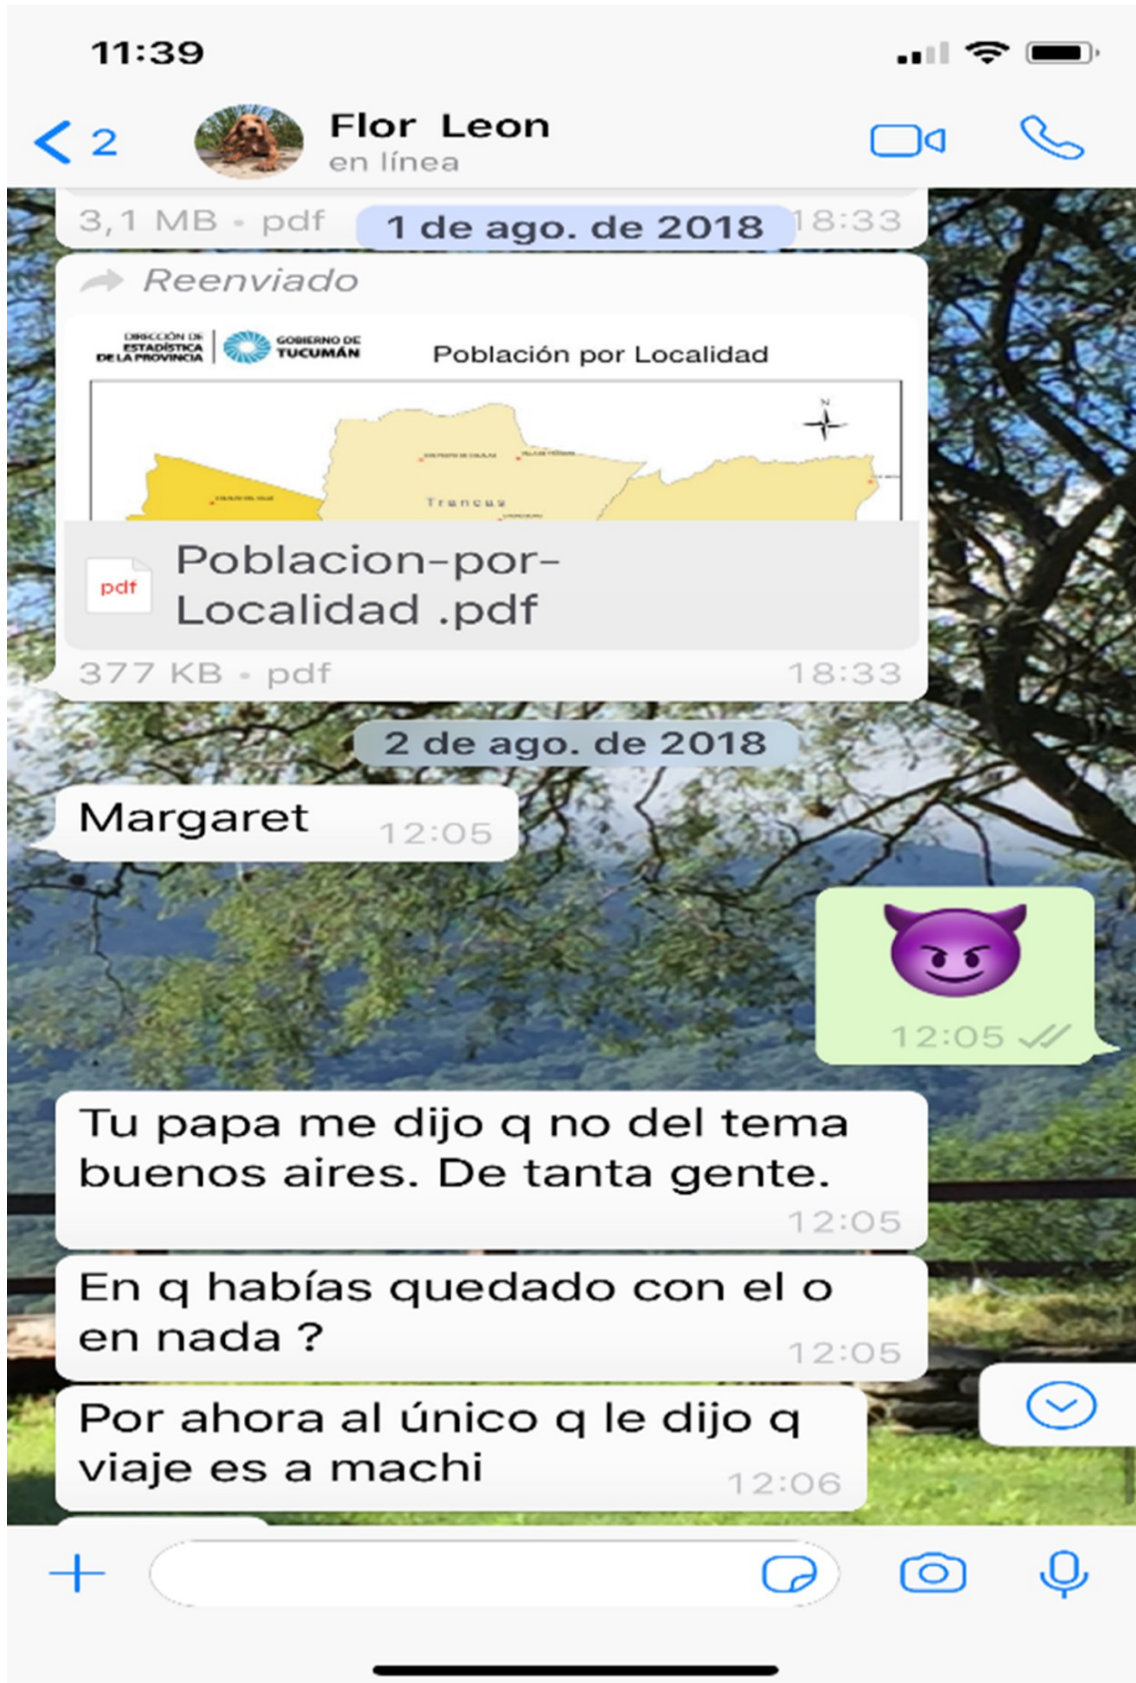 11:39
2
Flor Leon
en línea
3,1 MB • pdf
18:33
1 de ago. de 2018
Reenviado
DIRECCIÓN DE
ESTADÍSTICA
DE LA PROVINCIA
GOBIERNO DE
TUCUMÁN
Población por Localidad
N
Trancas
pdf
Poblacion-por-
Localidad .pdf
377 KB • pdf
18:33
2 de ago. de 2018
Margaret
12:05
12:05
Tu papa me dijo q no del tema
buenos aires. De tanta gente.
12:05
En q habías quedado con el o
en nada ?
12:05
Por ahora al único q le dijo q
viaje es a machi
12:06